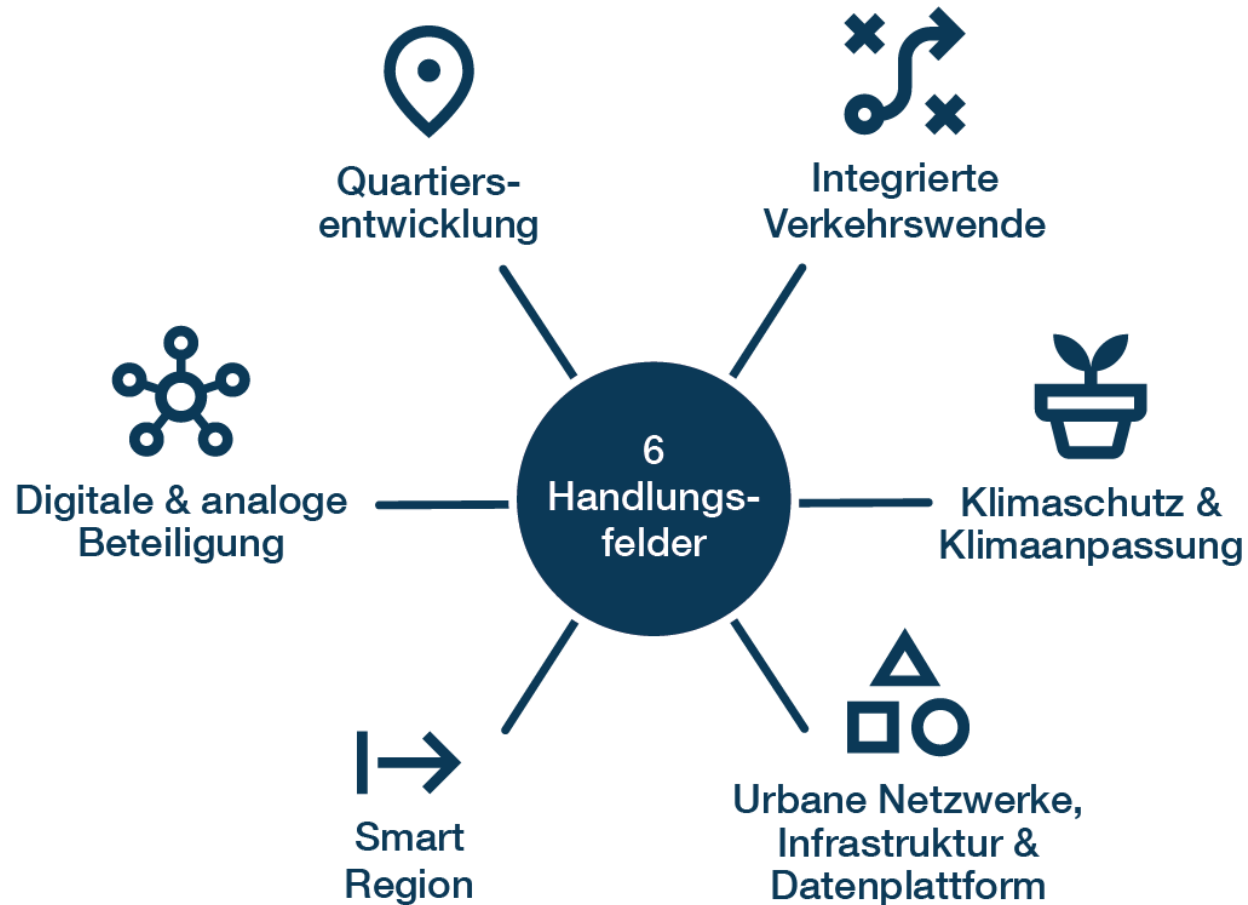 Quartiers-
entwicklung
Integrierte
Verkehrswende
Digitale & analoge
Beteiligung
6
Handlungs-
felder
Klimaschutz &
Klimaanpassung
Smart
Region
Urbane Netzwerke,
Infrastruktur &
Datenplattform